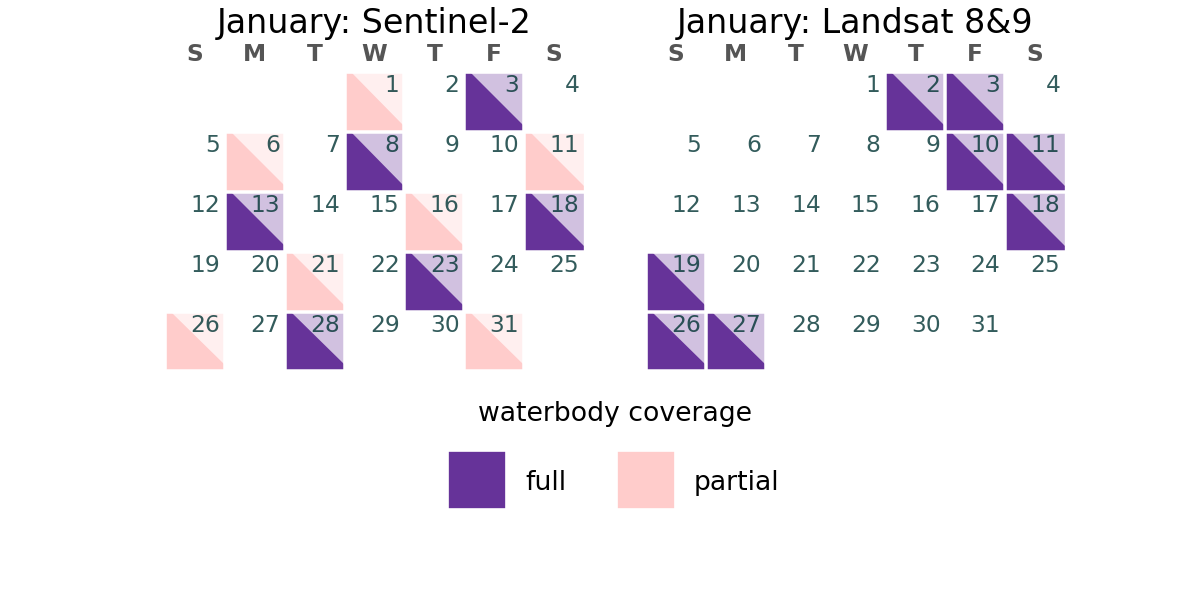 January: Sentinel-2
S M T W T F S
1 2 3 4
5 6 7 8 9 10 11
12 13 14 15 16 17 18
19 20 21 22 23 24 25
26 27 28 29 30 31
January: Landsat 8&9
S M T W T F S
1 2 3 4
5 6 7 8 9 10 11
12 13 14 15 16 17 18
19 20 21 22 23 24 25
26 27 28 29 30 31
waterbody coverage
full partial